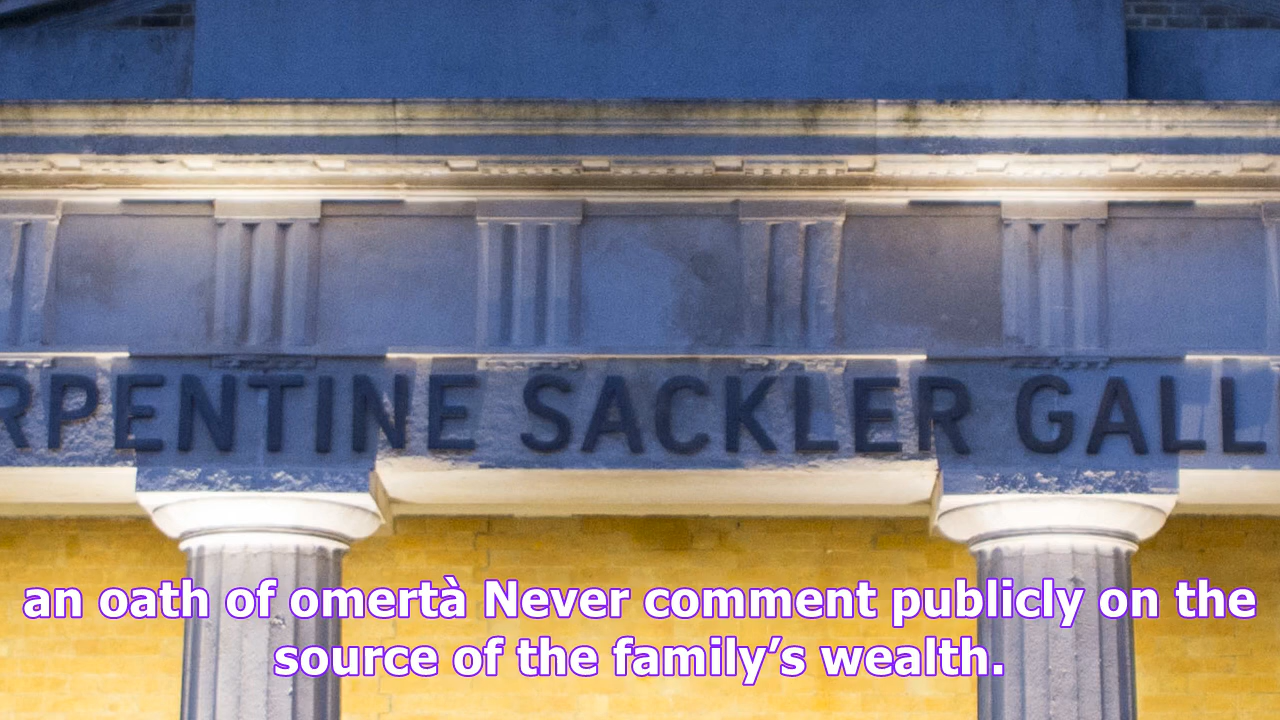 RPENTINE SACKLER GALL
an oath of omertà Never comment publicly on the
source of the family’s wealth.